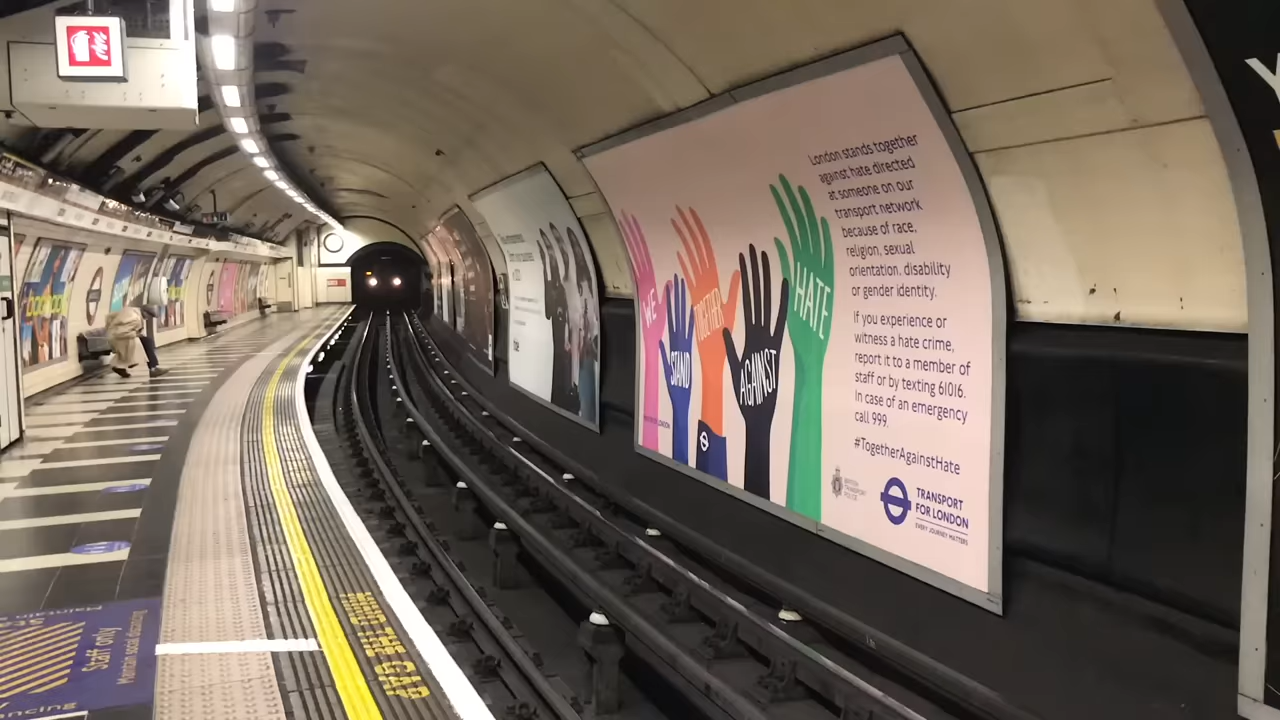 London stands together
against hate directed
at someone on our
transport network
because of race,
religion, sexual
orientation, disability
or gender identity.
If you experience or
witness a hate crime,
report it to a member of
staff or by texting 61016.
In case of an emergency
call 999.
#TogetherAgainstHate
WE
STAND
TOGETHER
AGAINST
HATE
BRITISH
TRANSPORT
POLICE
TRANSPORT
FOR LONDON
EVERY JOURNEY MATTERS
MIND THE GAP
Staff only
Maintain social distancing